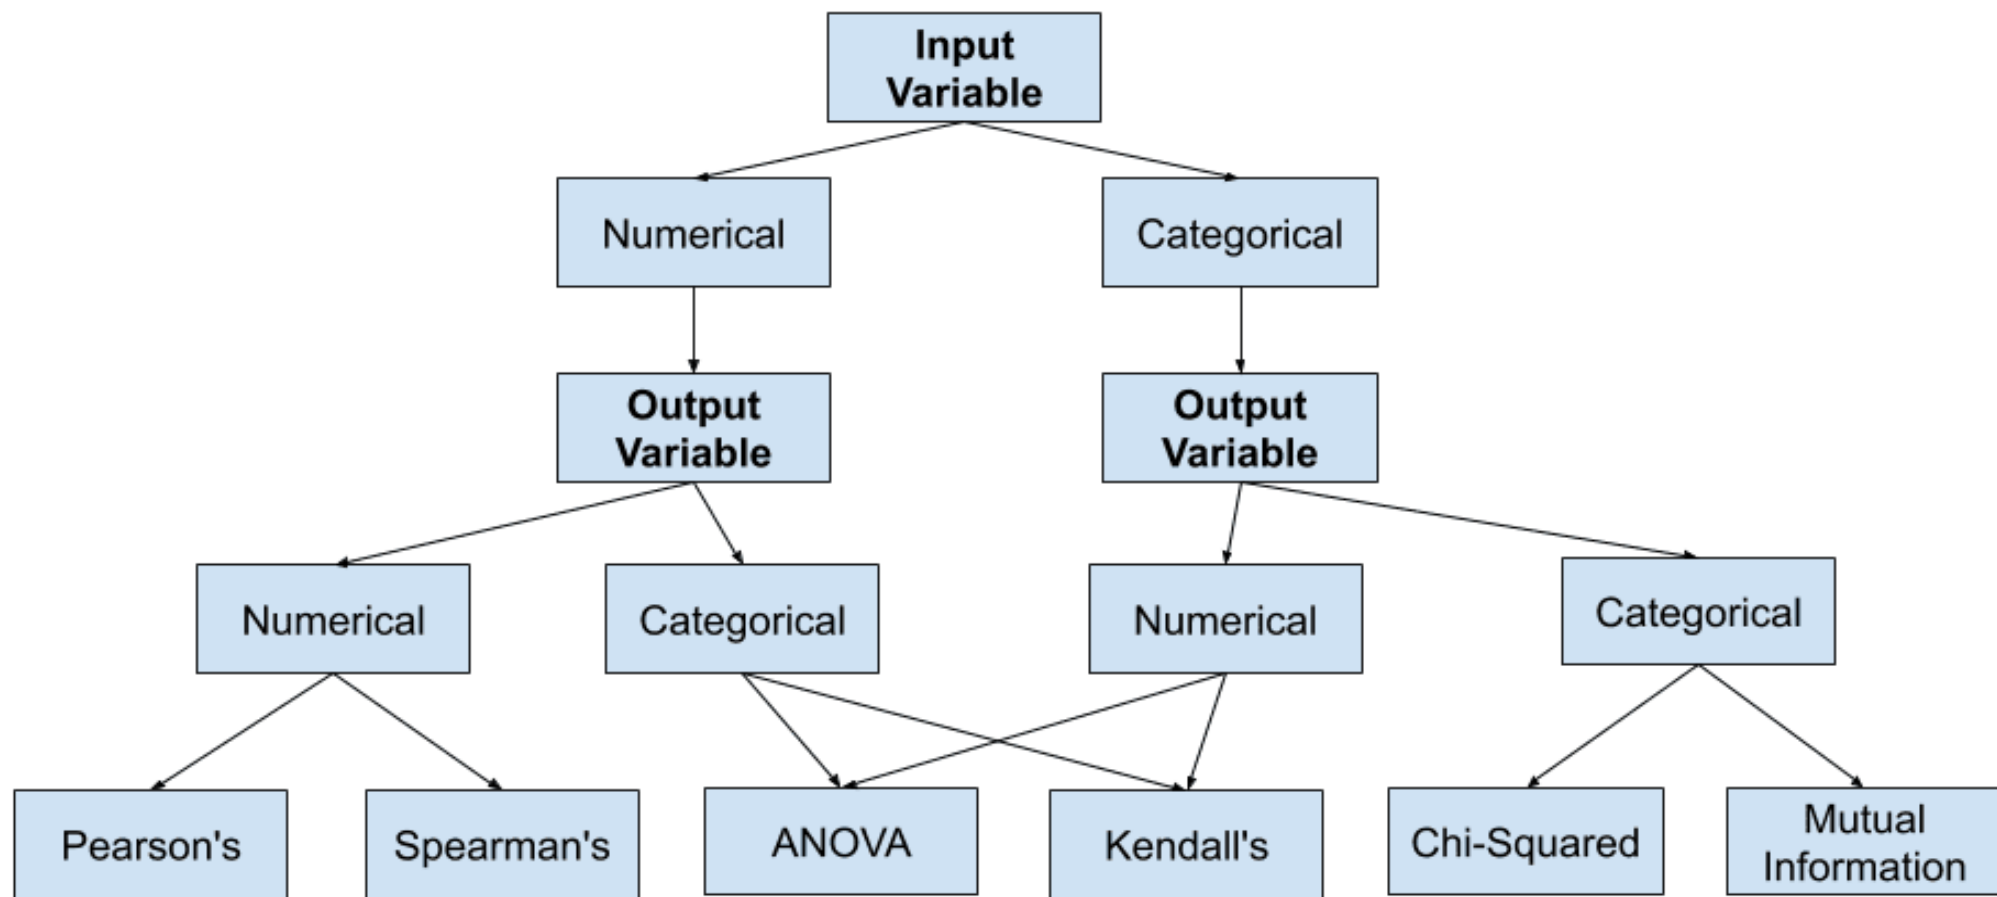 Input
Variable
Numerical
Categorical
Output
Variable
Output
Variable
Numerical
Categorical
Numerical
Categorical
Pearson's
Spearman's
ANOVA
Kendall's
Chi-Squared
Mutual
Information